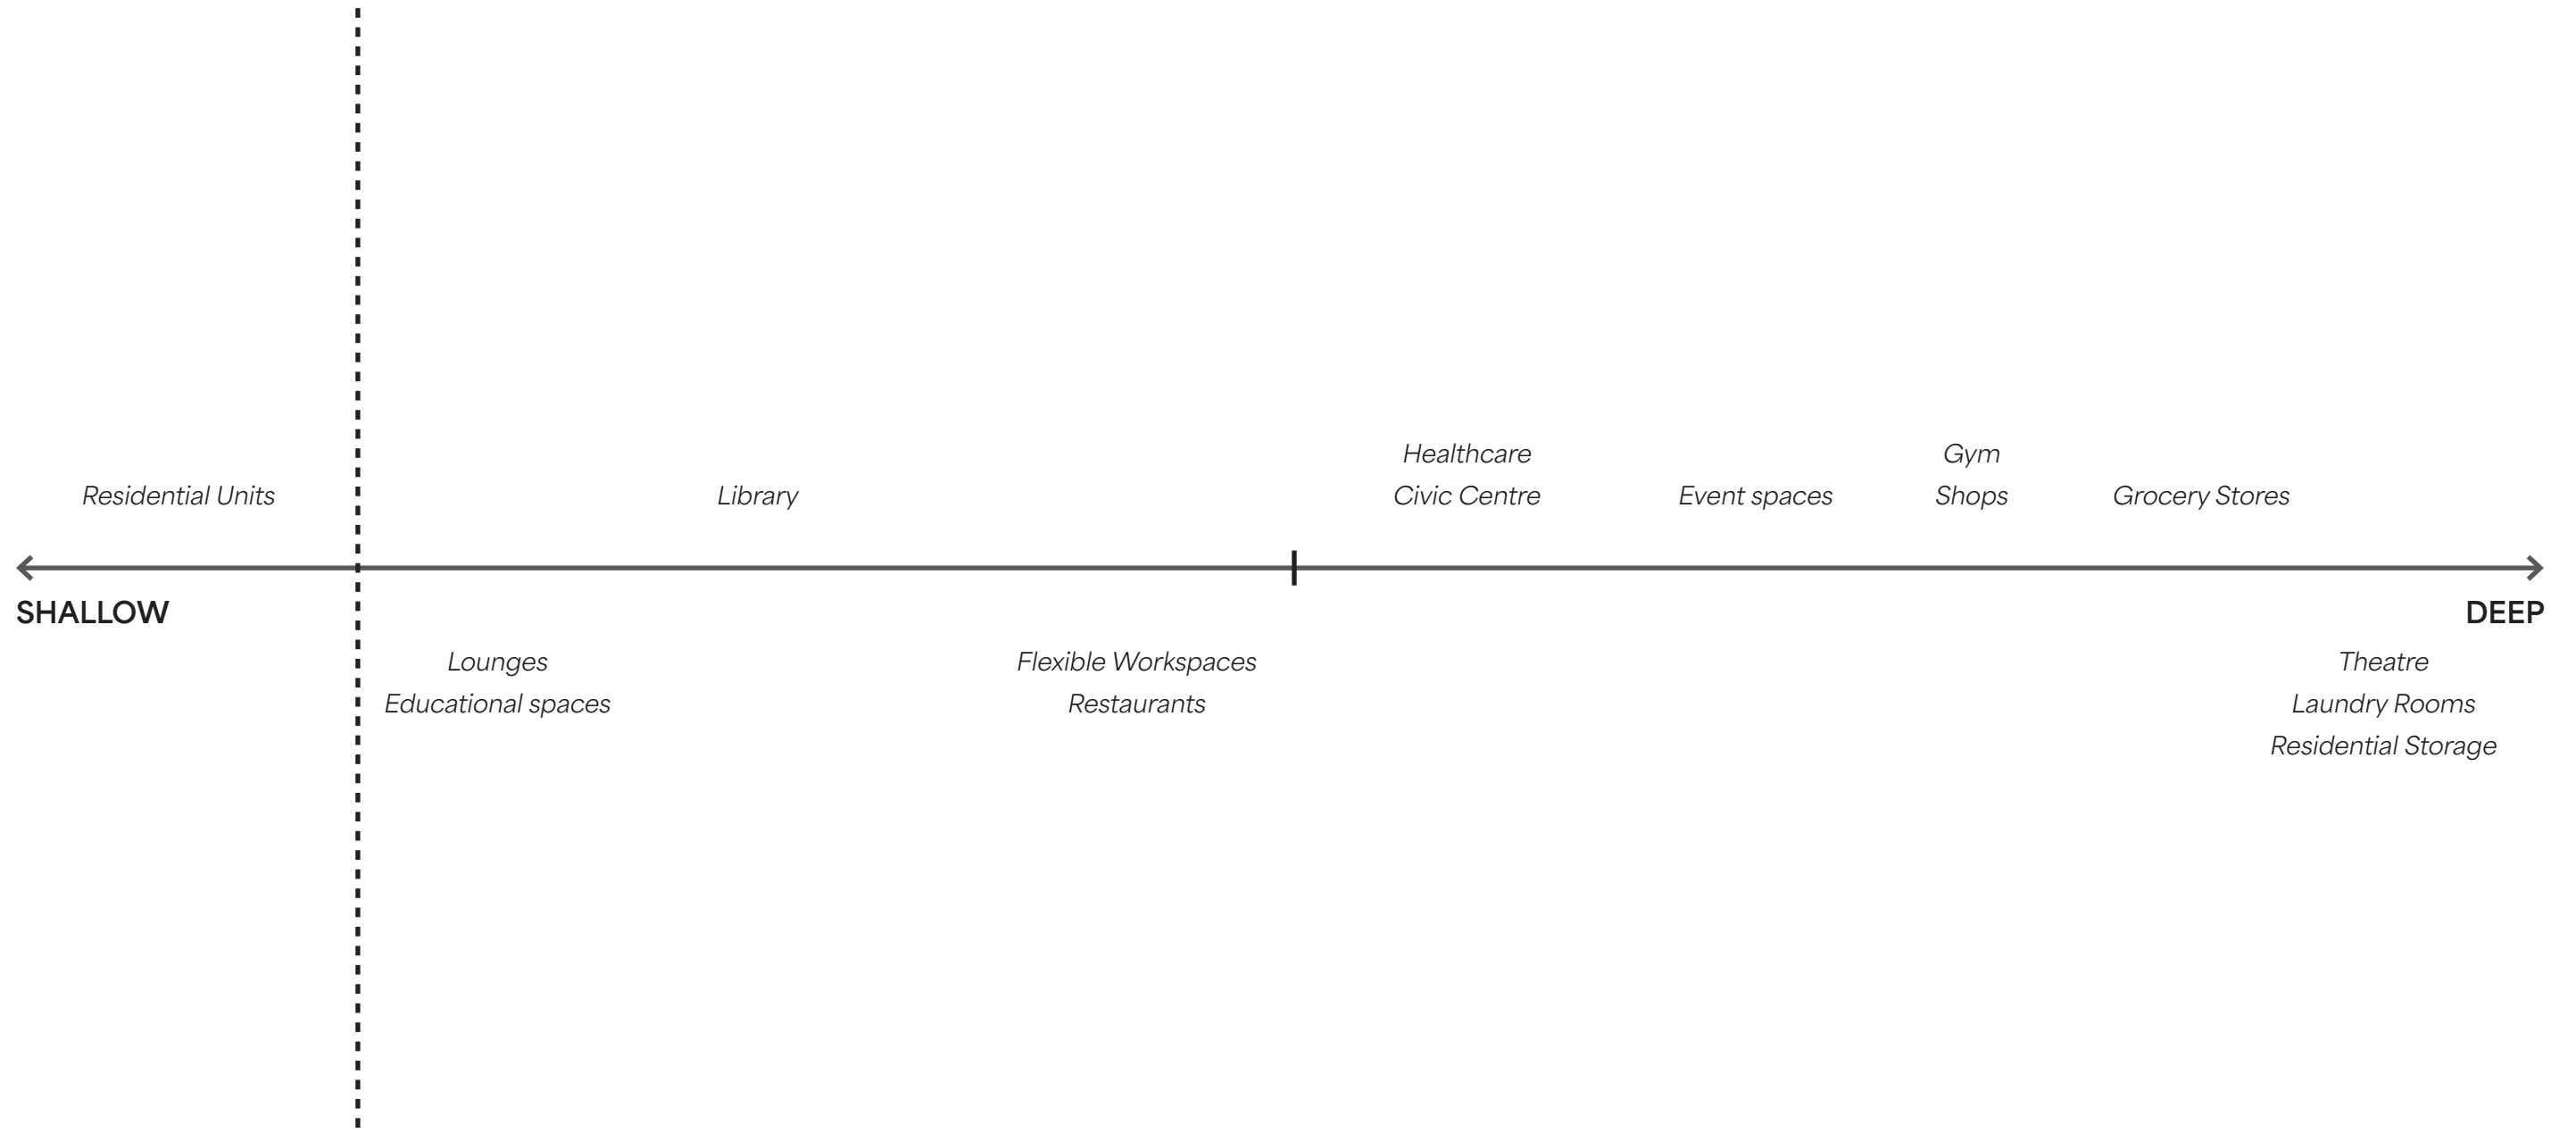 Healthcare
Gym
Residential Units
Library
Civic Centre
Event spaces
Shops
Grocery Stores
SHALLOW
DEEP
Lounges
Flexible Workspaces
Theatre
Educational spaces
Restaurants
Laundry Rooms
Residential Storage